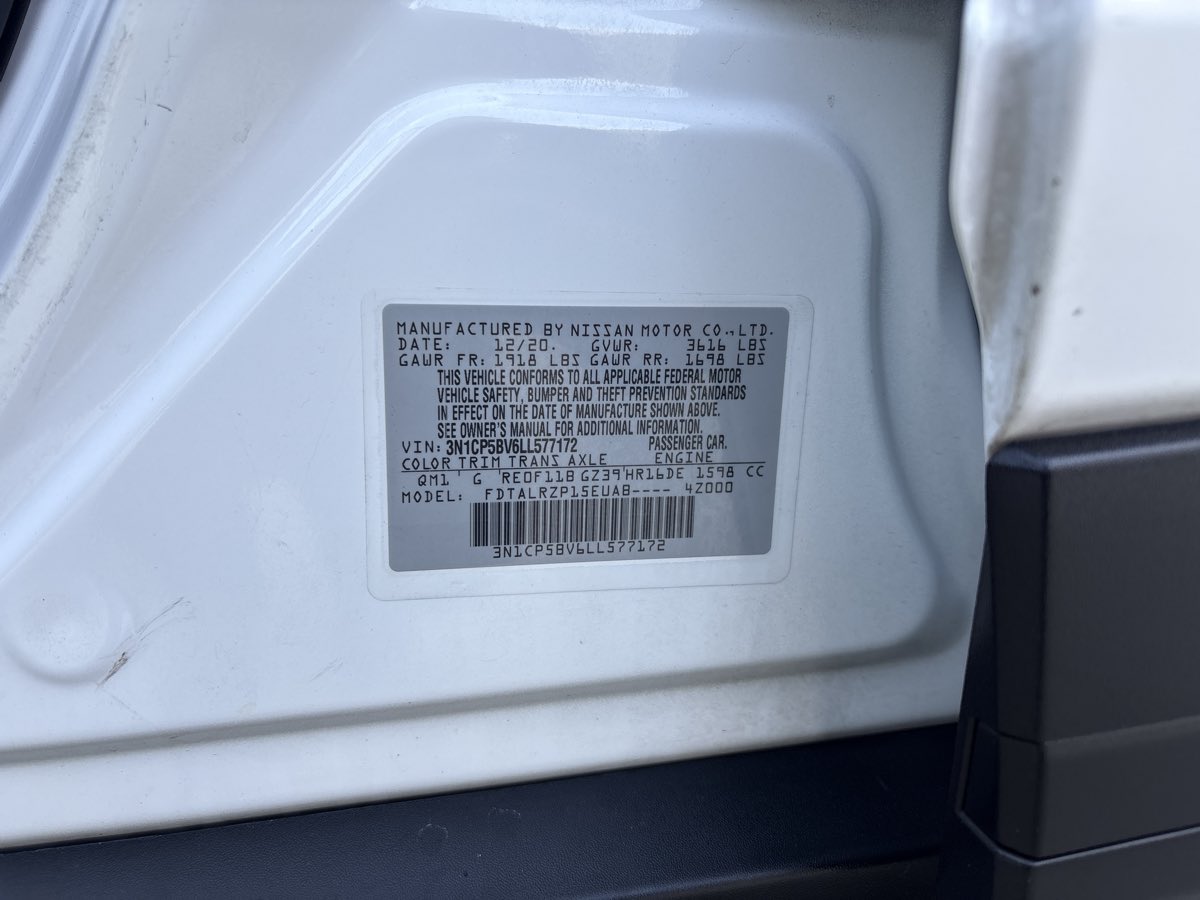 MANUFACTURED BY NISSAN MOTOR CO., LTD.
DATE: 12/20. GVWR: 3616 LBS
GAWR FR: 1918 LBS GAWR RR: 1698 LBS
THIS VEHICLE CONFORMS TO ALL APPLICABLE FEDERAL MOTOR
VEHICLE SAFETY, BUMPER AND THEFT PREVENTION STANDARDS
IN EFFECT ON THE DATE OF MANUFACTURE SHOWN ABOVE.
SEE OWNER'S MANUAL FOR ADDITIONAL INFORMATION.
VIN: 3N1CP5BV6LL577172 PASSENGER CAR.
COLOR TRIM TRANS AXLE ENGINE
QM1 ' G ' RE0F11B GZ39'HR16DE 1598 CC
MODEL: FDTALRZP15EUAB---- 4Z000
3N1CP5BV6LL577172